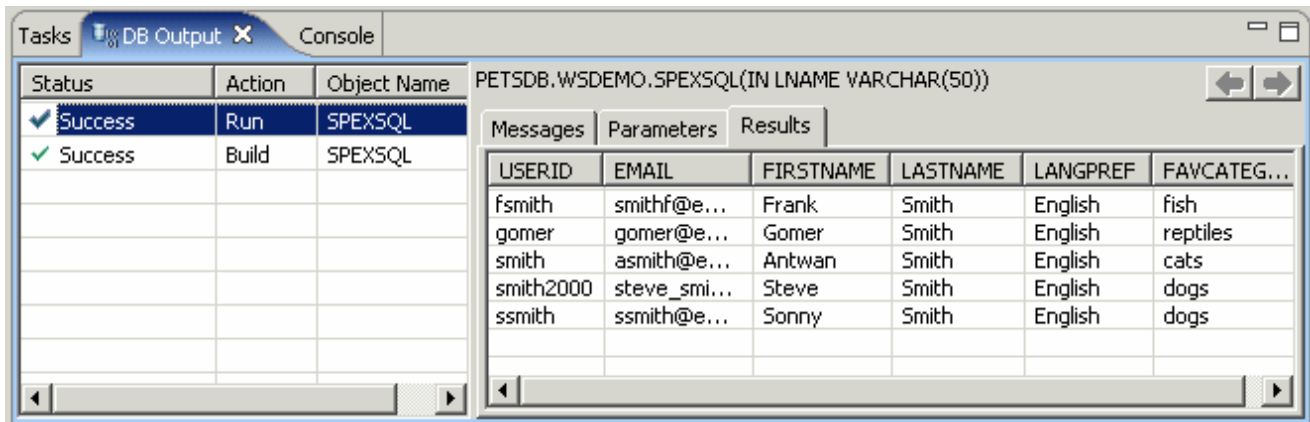 Tasks DB Output Console
Status Action Object Name
Success Run SPEXSQL
Success Build SPEXSQL
PETSDB.WSDEMO.SPEXSQL(IN LNAME VARCHAR(50))
Messages Parameters Results
USERID EMAIL FIRSTNAME LASTNAME LANGPREF FAVCATEG...
fsmith smithf@e... Frank Smith English fish
gomer gomer@e... Gomer Smith English reptiles
smith asmith@e... Antwan Smith English cats
smith2000 steve_smi... Steve Smith English dogs
ssmith ssmith@e... Sonny Smith English dogs